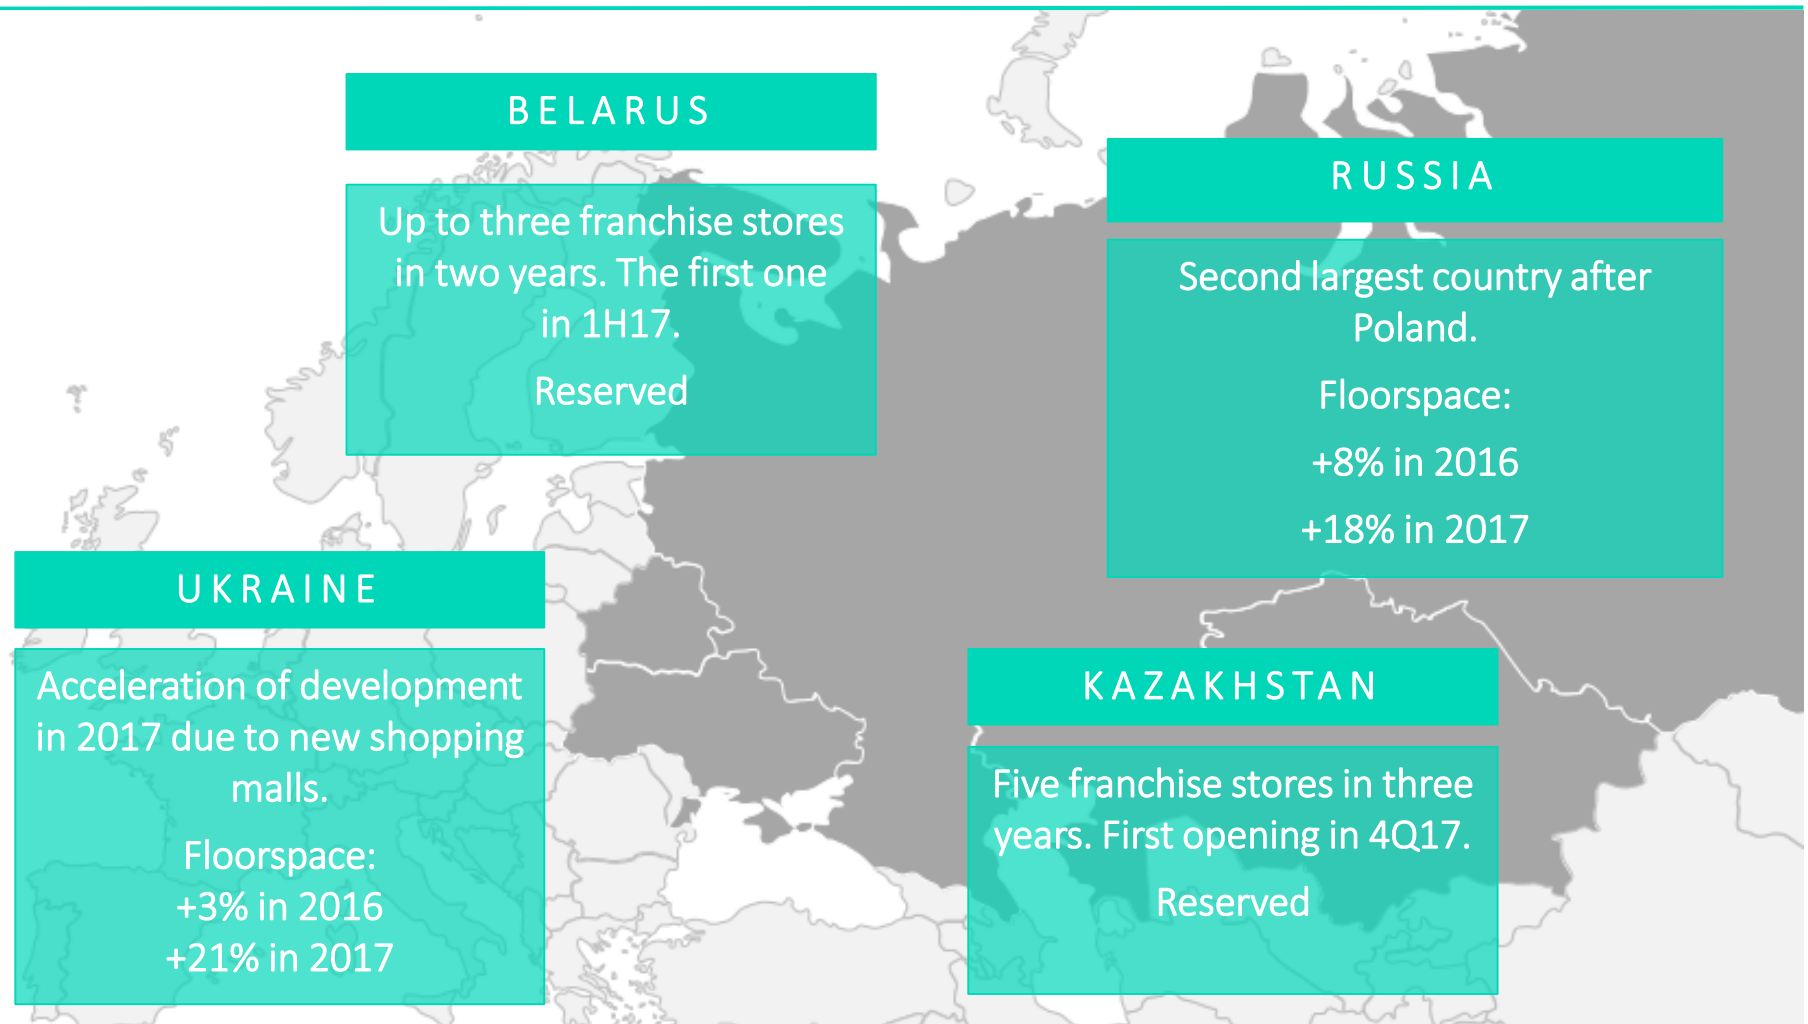 BELARUS
Up to three franchise stores
in two years. The first one
in 1H17.
Reserved
RUSSIA
Second largest country after
Poland.
Floorspace:
+8% in 2016
+18% in 2017
UKRAINE
Acceleration of development
in 2017 due to new shopping
malls.
Floorspace:
+3% in 2016
+21% in 2017
KAZAKHSTAN
Five franchise stores in three
years. First opening in 4Q17.
Reserved